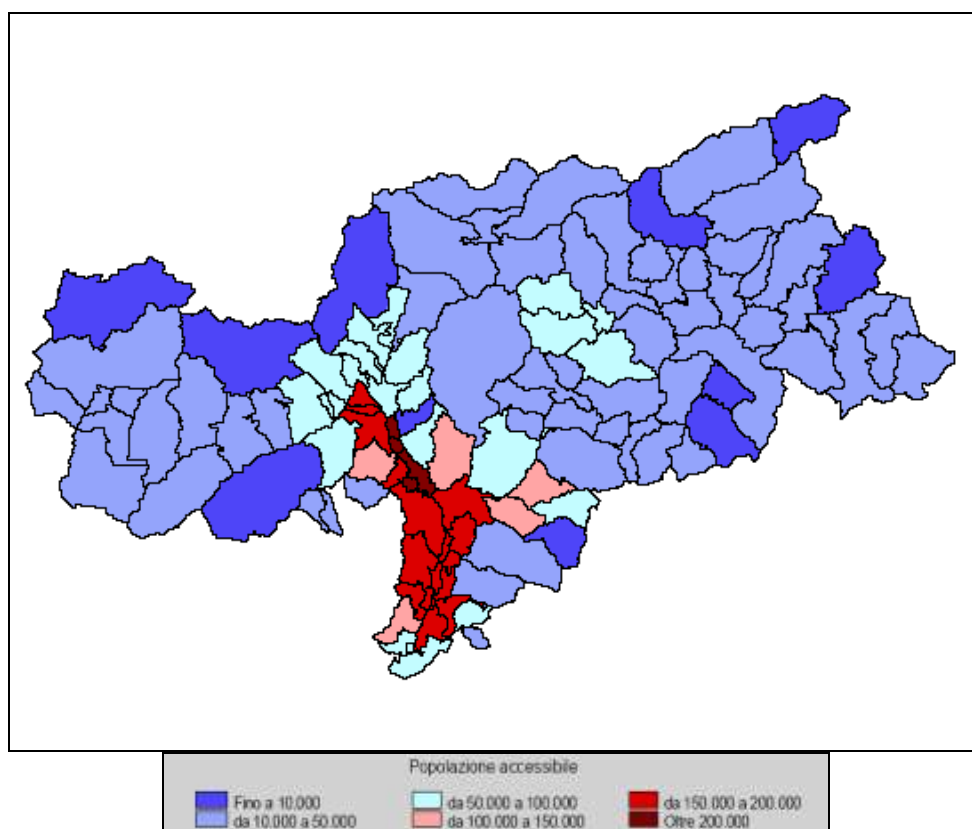 Popolazione accessibile
Fino a 10.000
da 50.000 a 100.000
da 150.000 a 200.000
da 10.000 a 50.000
da 100.000 a 150.000
Oltre 200.000